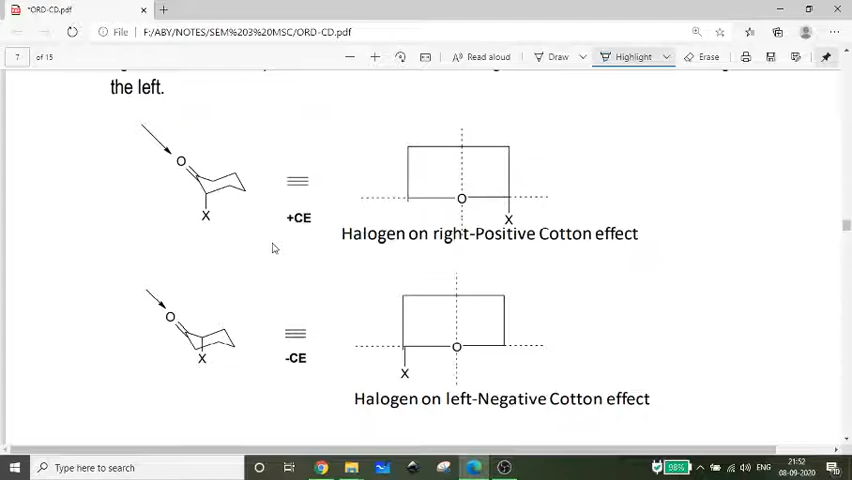 *ORD-CD.pdf
File F:/ABY/NOTES/SEM%203%20MSC/ORD-CD.pdf
7 of 15 Read aloud Draw Highlight Erase
the left.
O
X
+CE
O
X
Halogen on right-Positive Cotton effect
O
X
-CE
O
X
Halogen on left-Negative Cotton effect
Type here to search
98%
ENG
21:52
08-09-2020